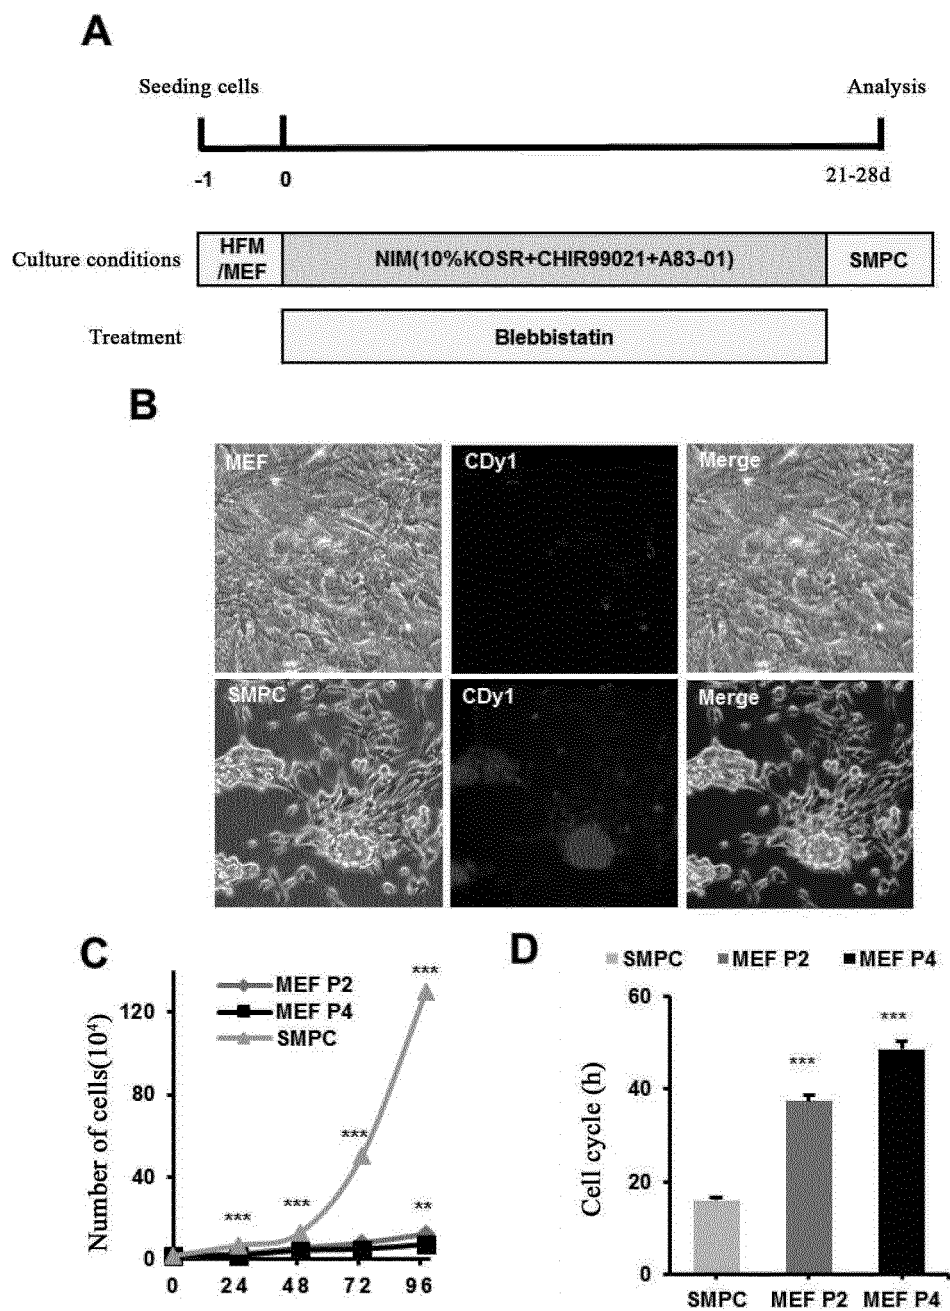 A
Seeding cells
Analysis
-1
0
21-28d
Culture conditions
HFM
/MEF
NIM(10%KOSR+CHIR99021+A83-01)
SMPC
Treatment
Blebbistatin
B
MEF
CDy1
Merge
SMPC
CDy1
Merge
C
Number of cells(10⁴)
MEF P2
MEF P4
SMPC
120
80
40
0
***
***
***
***
**
0 24 48 72 96
D
SMPC
MEF P2
MEF P4
Cell cycle (h)
60
40
20
0
***
***
SMPC MEF P2 MEF P4